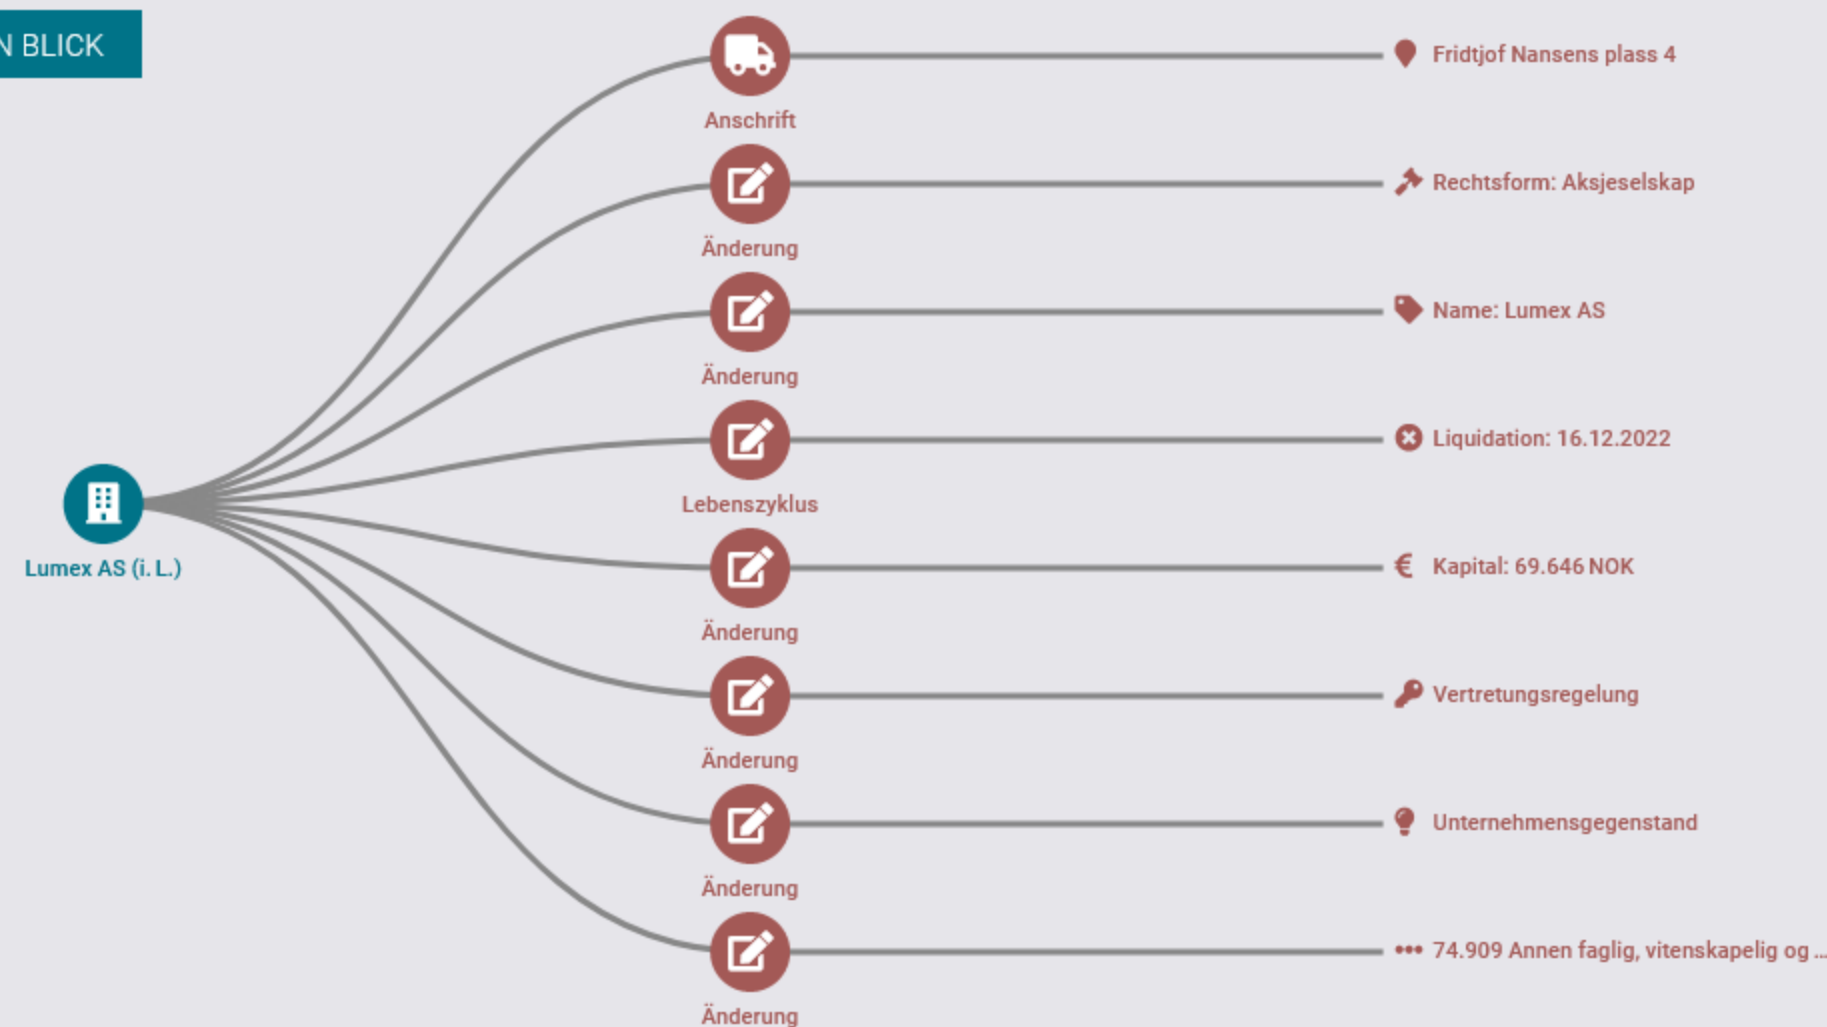 N BLICK
Fridtjof Nansens plass 4
Anschrift
Rechtsform: Aksjeselskap
Änderung
Name: Lumex AS
Änderung
Liquidation: 16.12.2022
Lebenszyklus
Lumex AS (i. L.)
Kapital: 69.646 NOK
Änderung
Vertretungsregelung
Änderung
Unternehmensgegenstand
Änderung
74.909 Annen faglig, vitenskapelig og ...
Änderung